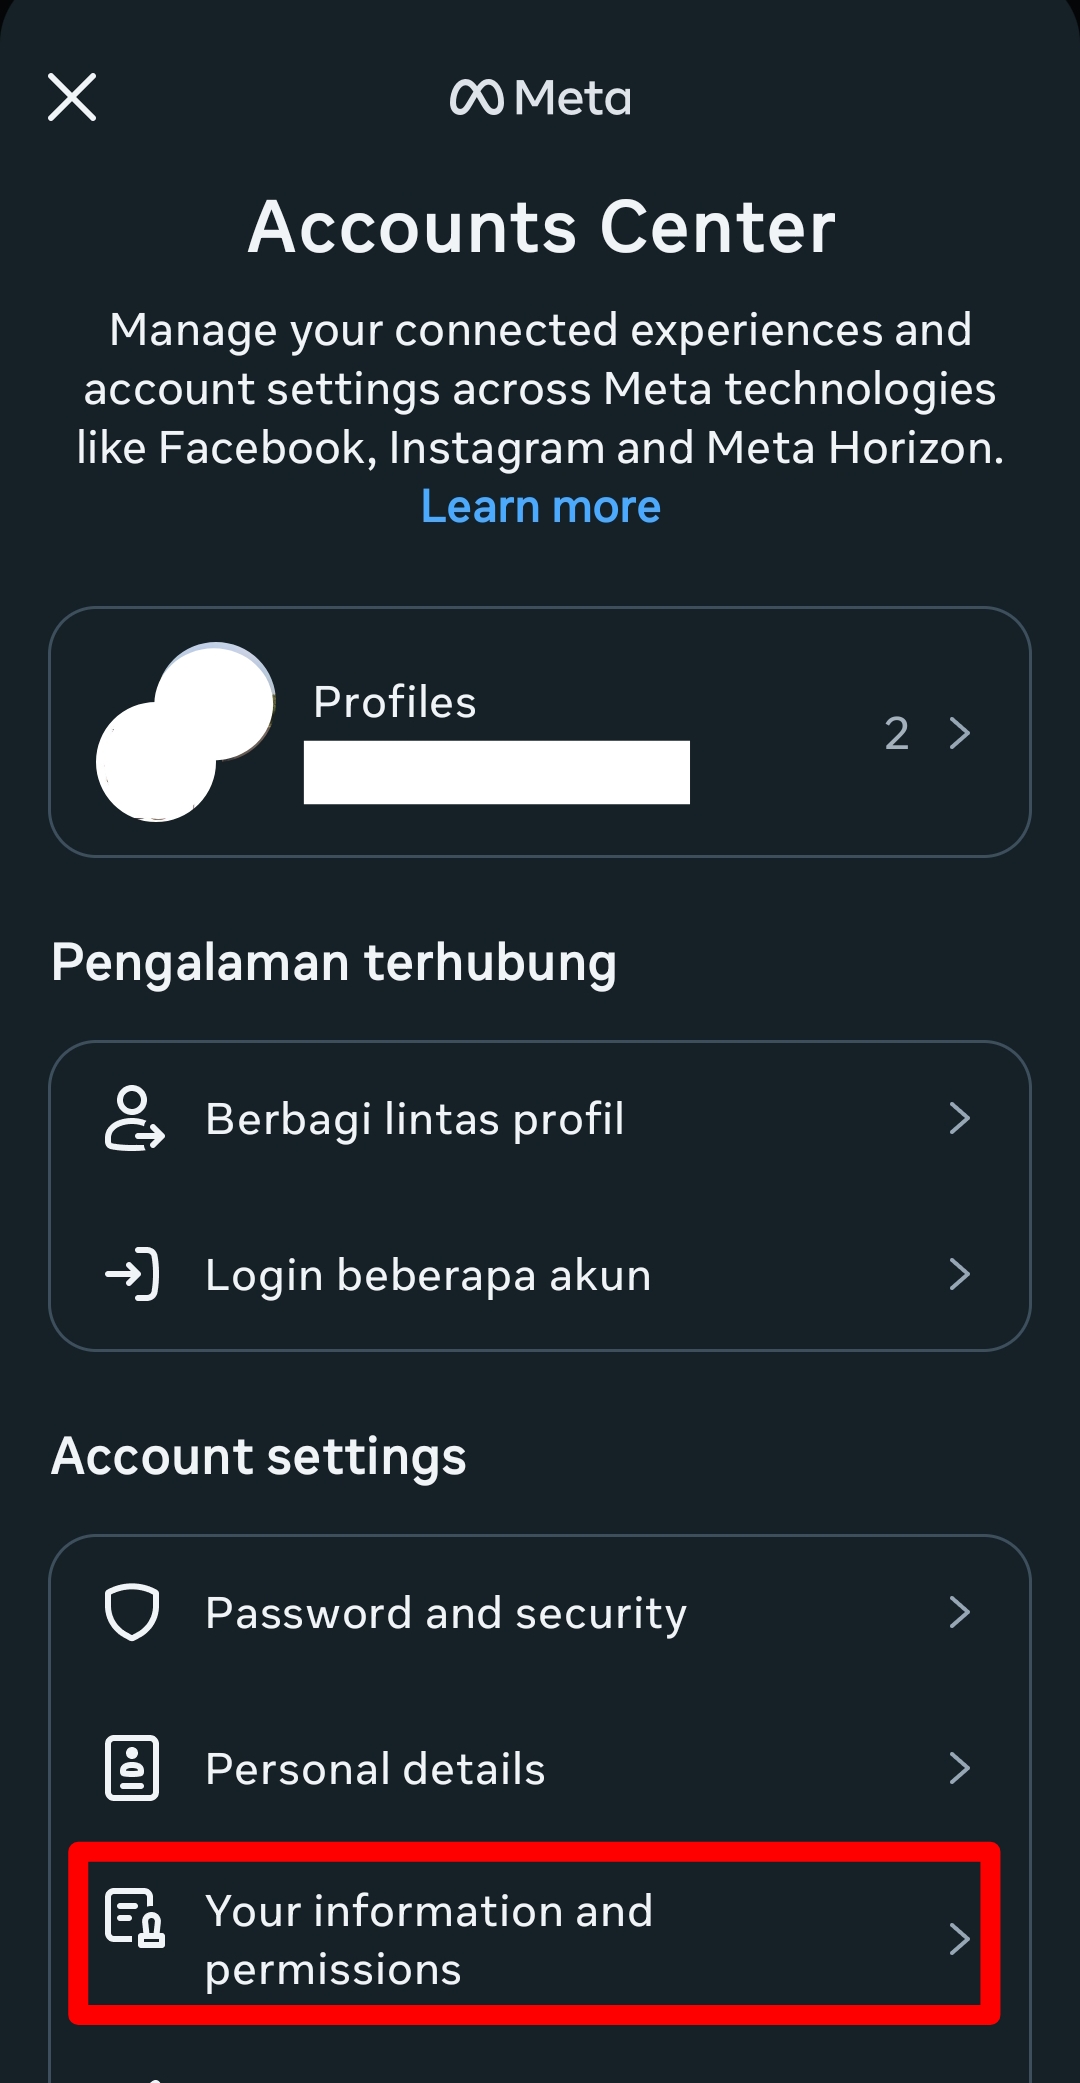 Meta
Accounts Center
Manage your connected experiences and
account settings across Meta technologies
like Facebook, Instagram and Meta Horizon.
Learn more
Profiles
2
Pengalaman terhubung
Berbagi lintas profil
Login beberapa akun
Account settings
Password and security
Personal details
Your information and
permissions